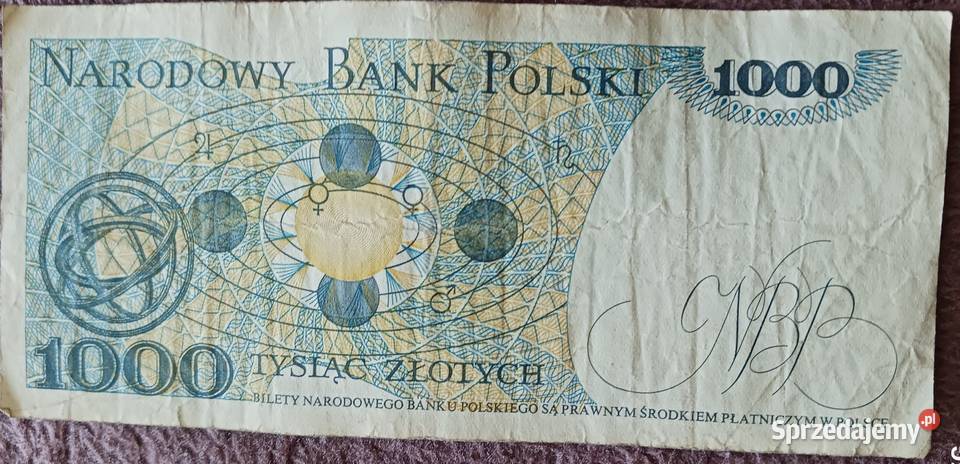 NARODOWY BANK POLSKI 1000
1000
TYSIĄC ZŁOTYCH
NBP
BILETY NARODOWEGO BANKU POLSKIEGO SĄ PRAWNYM ŚRODKIEM PŁATNICZYM W POLSCE
Sprzedajemy.pl